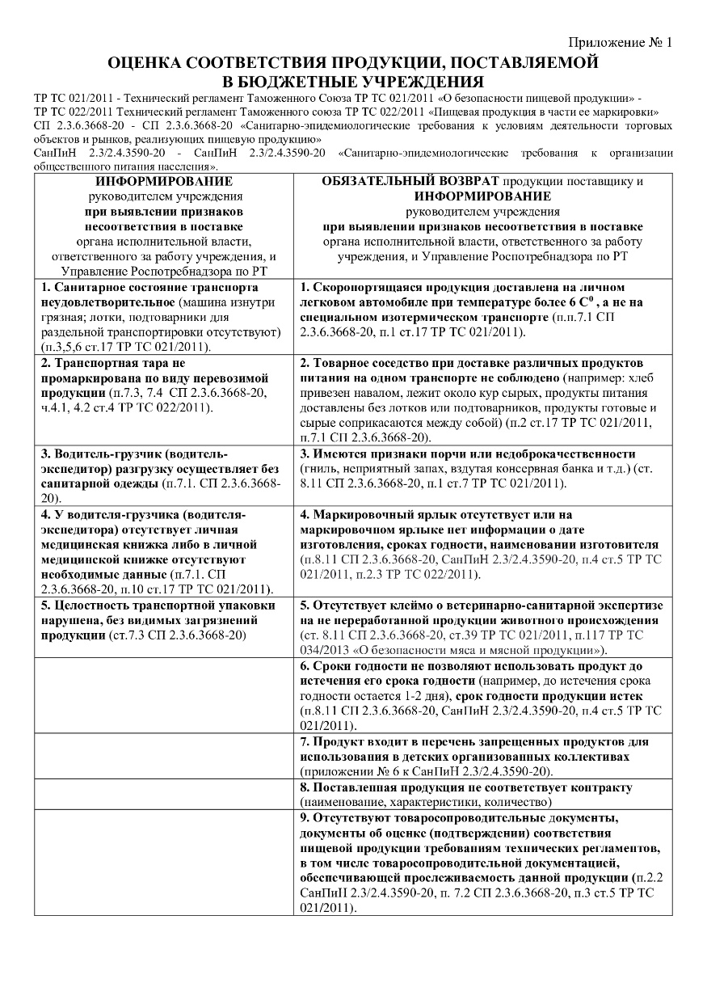 Приложение № 1
ОЦЕНКА СООТВЕТСТВИЯ ПРОДУКЦИИ, ПОСТАВЛЯЕМОЙ
В БЮДЖЕТНЫЕ УЧРЕЖДЕНИЯ
ТР ТС 021/2011 - Технический регламент Таможенного Союза ТР ТС 021/2011 «О безопасности пищевой продукции» -
ТР ТС 022/2011 Технический регламент Таможенного союза ТР ТС 022/2011 «Пищевая продукция в части ее маркировки»
СП 2.3.6.3668-20 - СП 2.3.6.3668-20 «Санитарно-эпидемиологические требования к условиям деятельности торговых
объектов и рынков, реализующих пищевую продукцию»
СанПиН 2.3/2.4.3590-20 - СанПиН 2.3/2.4.3590-20 «Санитарно-эпидемиологические требования к организации
общественного питания населения».
ИНФОРМИРОВАНИЕ
руководителем учреждения
при выявлении признаков
несоответствия в поставке
органа исполнительной власти,
ответственного за работу учреждения, и
Управление Роспотребнадзора по РТ
ОБЯЗАТЕЛЬНЫЙ ВОЗВРАТ продукции поставщику и
ИНФОРМИРОВАНИЕ
руководителем учреждения
при выявлении признаков несоответствия в поставке
органа исполнительной власти, ответственного за работу
учреждения, и Управление Роспотребнадзора по РТ
1. Санитарное состояние транспорта
неудовлетворительное (машина изнутри
грязная; лотки, подтоварники для
раздельной транспортировки отсутствуют)
(п.3,5,6 ст.17 ТР ТС 021/2011).
1. Скоропортящаяся продукция доставлена на личном
легковом автомобиле при температуре более 6 С⁰ , а не на
специальном изотермическом транспорте (п.п.7.1 СП
2.3.6.3668-20, п.1 ст.17 ТР ТС 021/2011).
2. Транспортная тара не
промаркирована по виду перевозимой
продукции (п.7.3, 7.4 СП 2.3.6.3668-20,
ч.4.1, 4.2 ст.4 ТР ТС 022/2011).
2. Товарное соседство при доставке различных продуктов
питания на одном транспорте не соблюдено (например: хлеб
привезен навалом, лежит около кур сырых, продукты питания
доставлены без лотков или подтоварников, продукты готовые и
сырые соприкасаются между собой) (п.2 ст.17 ТР ТС 021/2011,
п.7.1 СП 2.3.6.3668-20).
3. Водитель-грузчик (водитель-
экспедитор) разгрузку осуществляет без
санитарной одежды (п.7.1. СП 2.3.6.3668-
20).
3. Имеются признаки порчи или недоброкачественности
(гниль, неприятный запах, вздутая консервная банка и т.д.) (ст.
8.11 СП 2.3.6.3668-20, п.1 ст.7 ТР ТС 021/2011).
4. У водителя-грузчика (водителя-
экспедитора) отсутствует личная
медицинская книжка либо в личной
медицинской книжке отсутствуют
необходимые данные (п.7.1. СП
2.3.6.3668-20, п.10 ст.17 ТР ТС 021/2011).
4. Маркировочный ярлык отсутствует или на
маркировочном ярлыке нет информации о дате
изготовления, сроках годности, наименовании изготовителя
(п.8.11 СП 2.3.6.3668-20, СанПиН 2.3/2.4.3590-20, п.4 ст.5 ТР ТС
021/2011, п.2.3 ТР ТС 022/2011).
5. Целостность транспортной упаковки
нарушена, без видимых загрязнений
продукции (ст.7.3 СП 2.3.6.3668-20)
5. Отсутствует клеймо о ветеринарно-санитарной экспертизе
на не переработанной продукции животного происхождения
(ст. 8.11 СП 2.3.6.3668-20, ст.39 ТР ТС 021/2011, п.117 ТР ТС
034/2013 «О безопасности мяса и мясной продукции»).
6. Сроки годности не позволяют использовать продукт до
истечения его срока годности (например, до истечения срока
годности остается 1-2 дня), срок годности продукции истек
(п.8.11 СП 2.3.6.3668-20, СанПиН 2.3/2.4.3590-20, п.4 ст.5 ТР ТС
021/2011).
7. Продукт входит в перечень запрещенных продуктов для
использования в детских организованных коллективах
(приложении № 6 к СанПиН 2.3/2.4.3590-20).
8. Поставленная продукция не соответствует контракту
(наименование, характеристики, количество)
9. Отсутствуют товаросопроводительные документы,
документы об оценке (подтверждении) соответствия
пищевой продукции требованиям технических регламентов,
в том числе товаросопроводительной документацией,
обеспечивающей прослеживаемость данной продукции (п.2.2
СанПиН 2.3/2.4.3590-20, п. 7.2 СП 2.3.6.3668-20, п.3 ст.5 ТР ТС
021/2011).